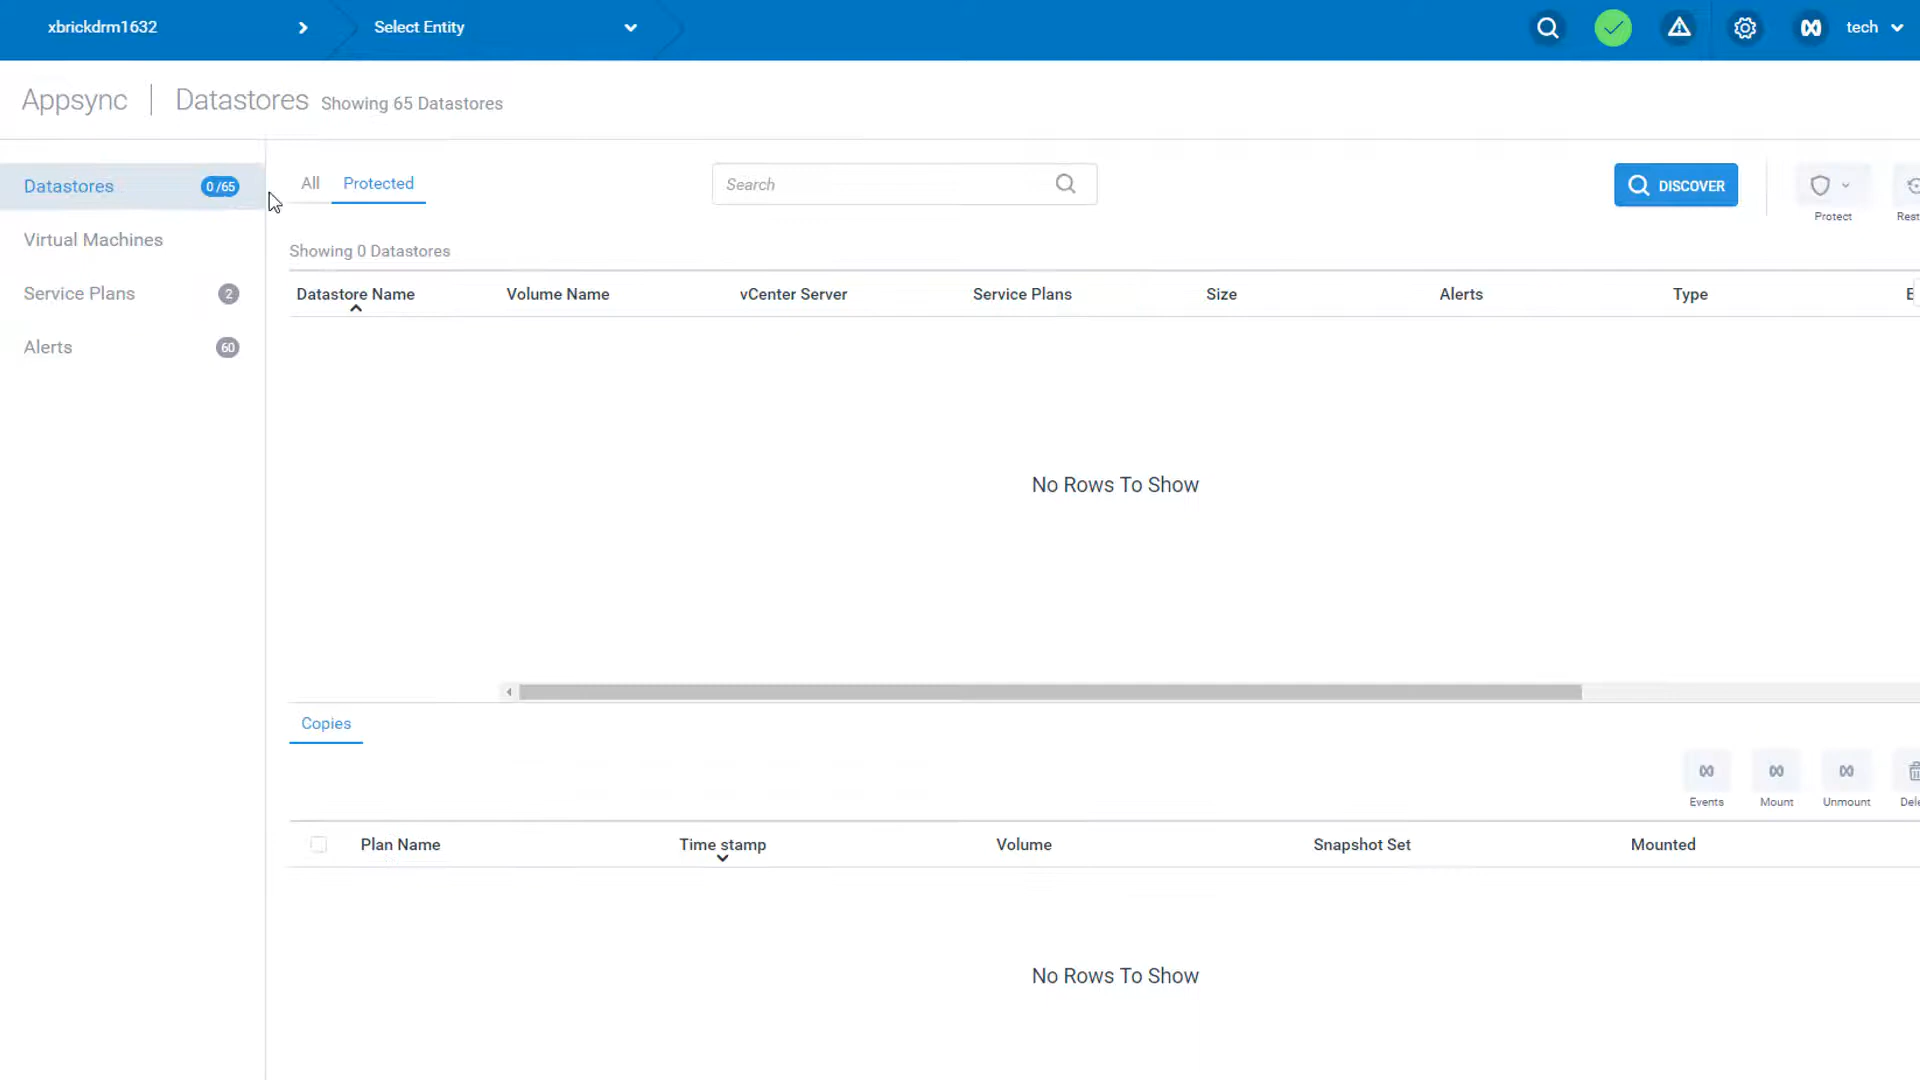 xbrickdrm1632
Select Entity
tech
Appsync
Datastores
Showing 65 Datastores
Datastores
0 /65
Virtual Machines
Service Plans
2
Alerts
60
All
Protected
Search
DISCOVER
Protect
Rest
Showing 0 Datastores
Datastore Name
Volume Name
vCenter Server
Service Plans
Size
Alerts
Type
No Rows To Show
Copies
Events
Mount
Unmount
Dele
Plan Name
Time stamp
Volume
Snapshot Set
Mounted
No Rows To Show